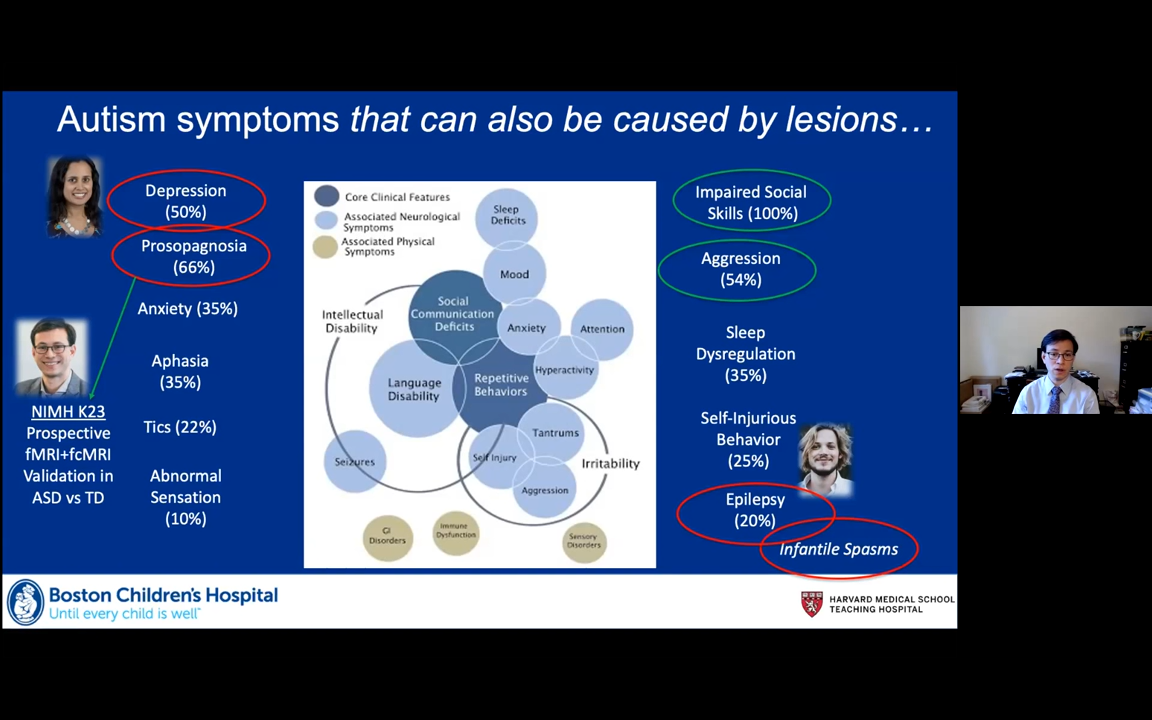 Autism symptoms that can also be caused by lesions…
Depression
(50%)
Prosopagnosia
(66%)
Anxiety (35%)
Aphasia
(35%)
NIMH K23
Prospective
fMRI+fcMRI
Validation in
ASD vs TD
Tics (22%)
Abnormal
Sensation
(10%)
Core Clinical Features
Associated Neurological
Symptoms
Associated Physical
Symptoms
Sleep
Deficits
Mood
Social
Communication
Deficits
Intellectual
Disability
Anxiety
Attention
Hyperactivity
Language
Disability
Repetitive
Behaviors
Tantrums
Seizures
Self Injury
Irritability
Aggression
GI
Disorders
Immune
Dysfunction
Sensory
Disorders
Impaired Social
Skills (100%)
Aggression
(54%)
Sleep
Dysregulation
(35%)
Self-Injurious
Behavior
(25%)
Epilepsy
(20%)
Infantile Spasms
Boston Children's Hospital
Until every child is well™
HARVARD MEDICAL SCHOOL
TEACHING HOSPITAL